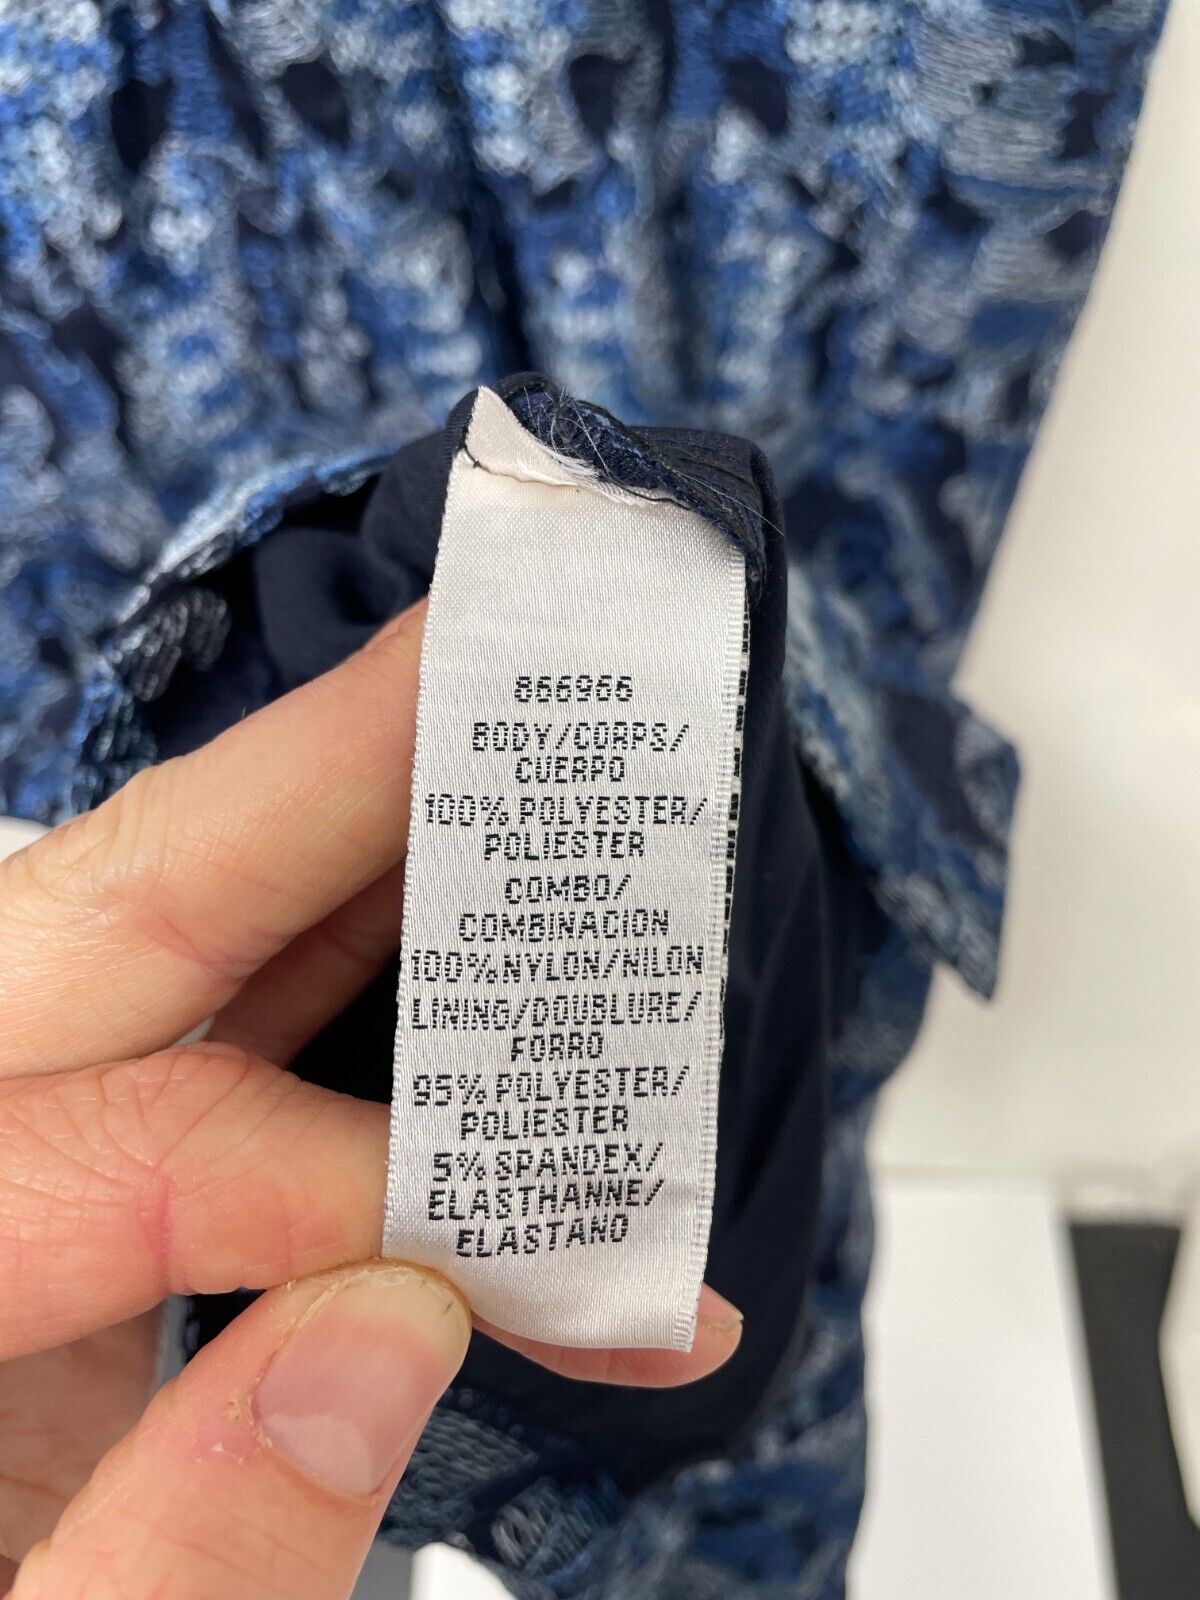 866966
BODY/CORPS/
CUERPO
100% POLYESTER/
POLIESTER
COMBO/
COMBINACION
100% NYLON/NILON
LINING/DOUBLURE/
FORRO
95% POLYESTER/
POLIESTER
5% SPANDEX/
ELASTHANNE/
ELASTANO